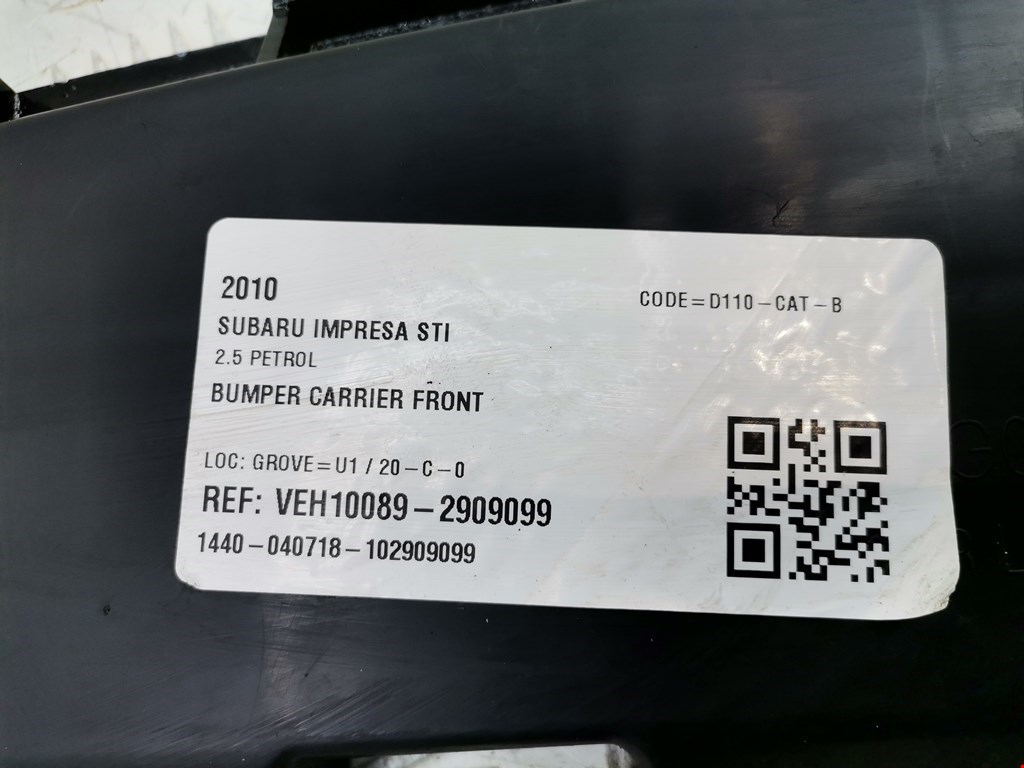 2010
CODE=D110-CAT-B
SUBARU IMPRESA STI
2.5 PETROL
BUMPER CARRIER FRONT
LOC: GROVE=U1 / 20-C-0
REF: VEH10089-2909099
1440-040718-102909099